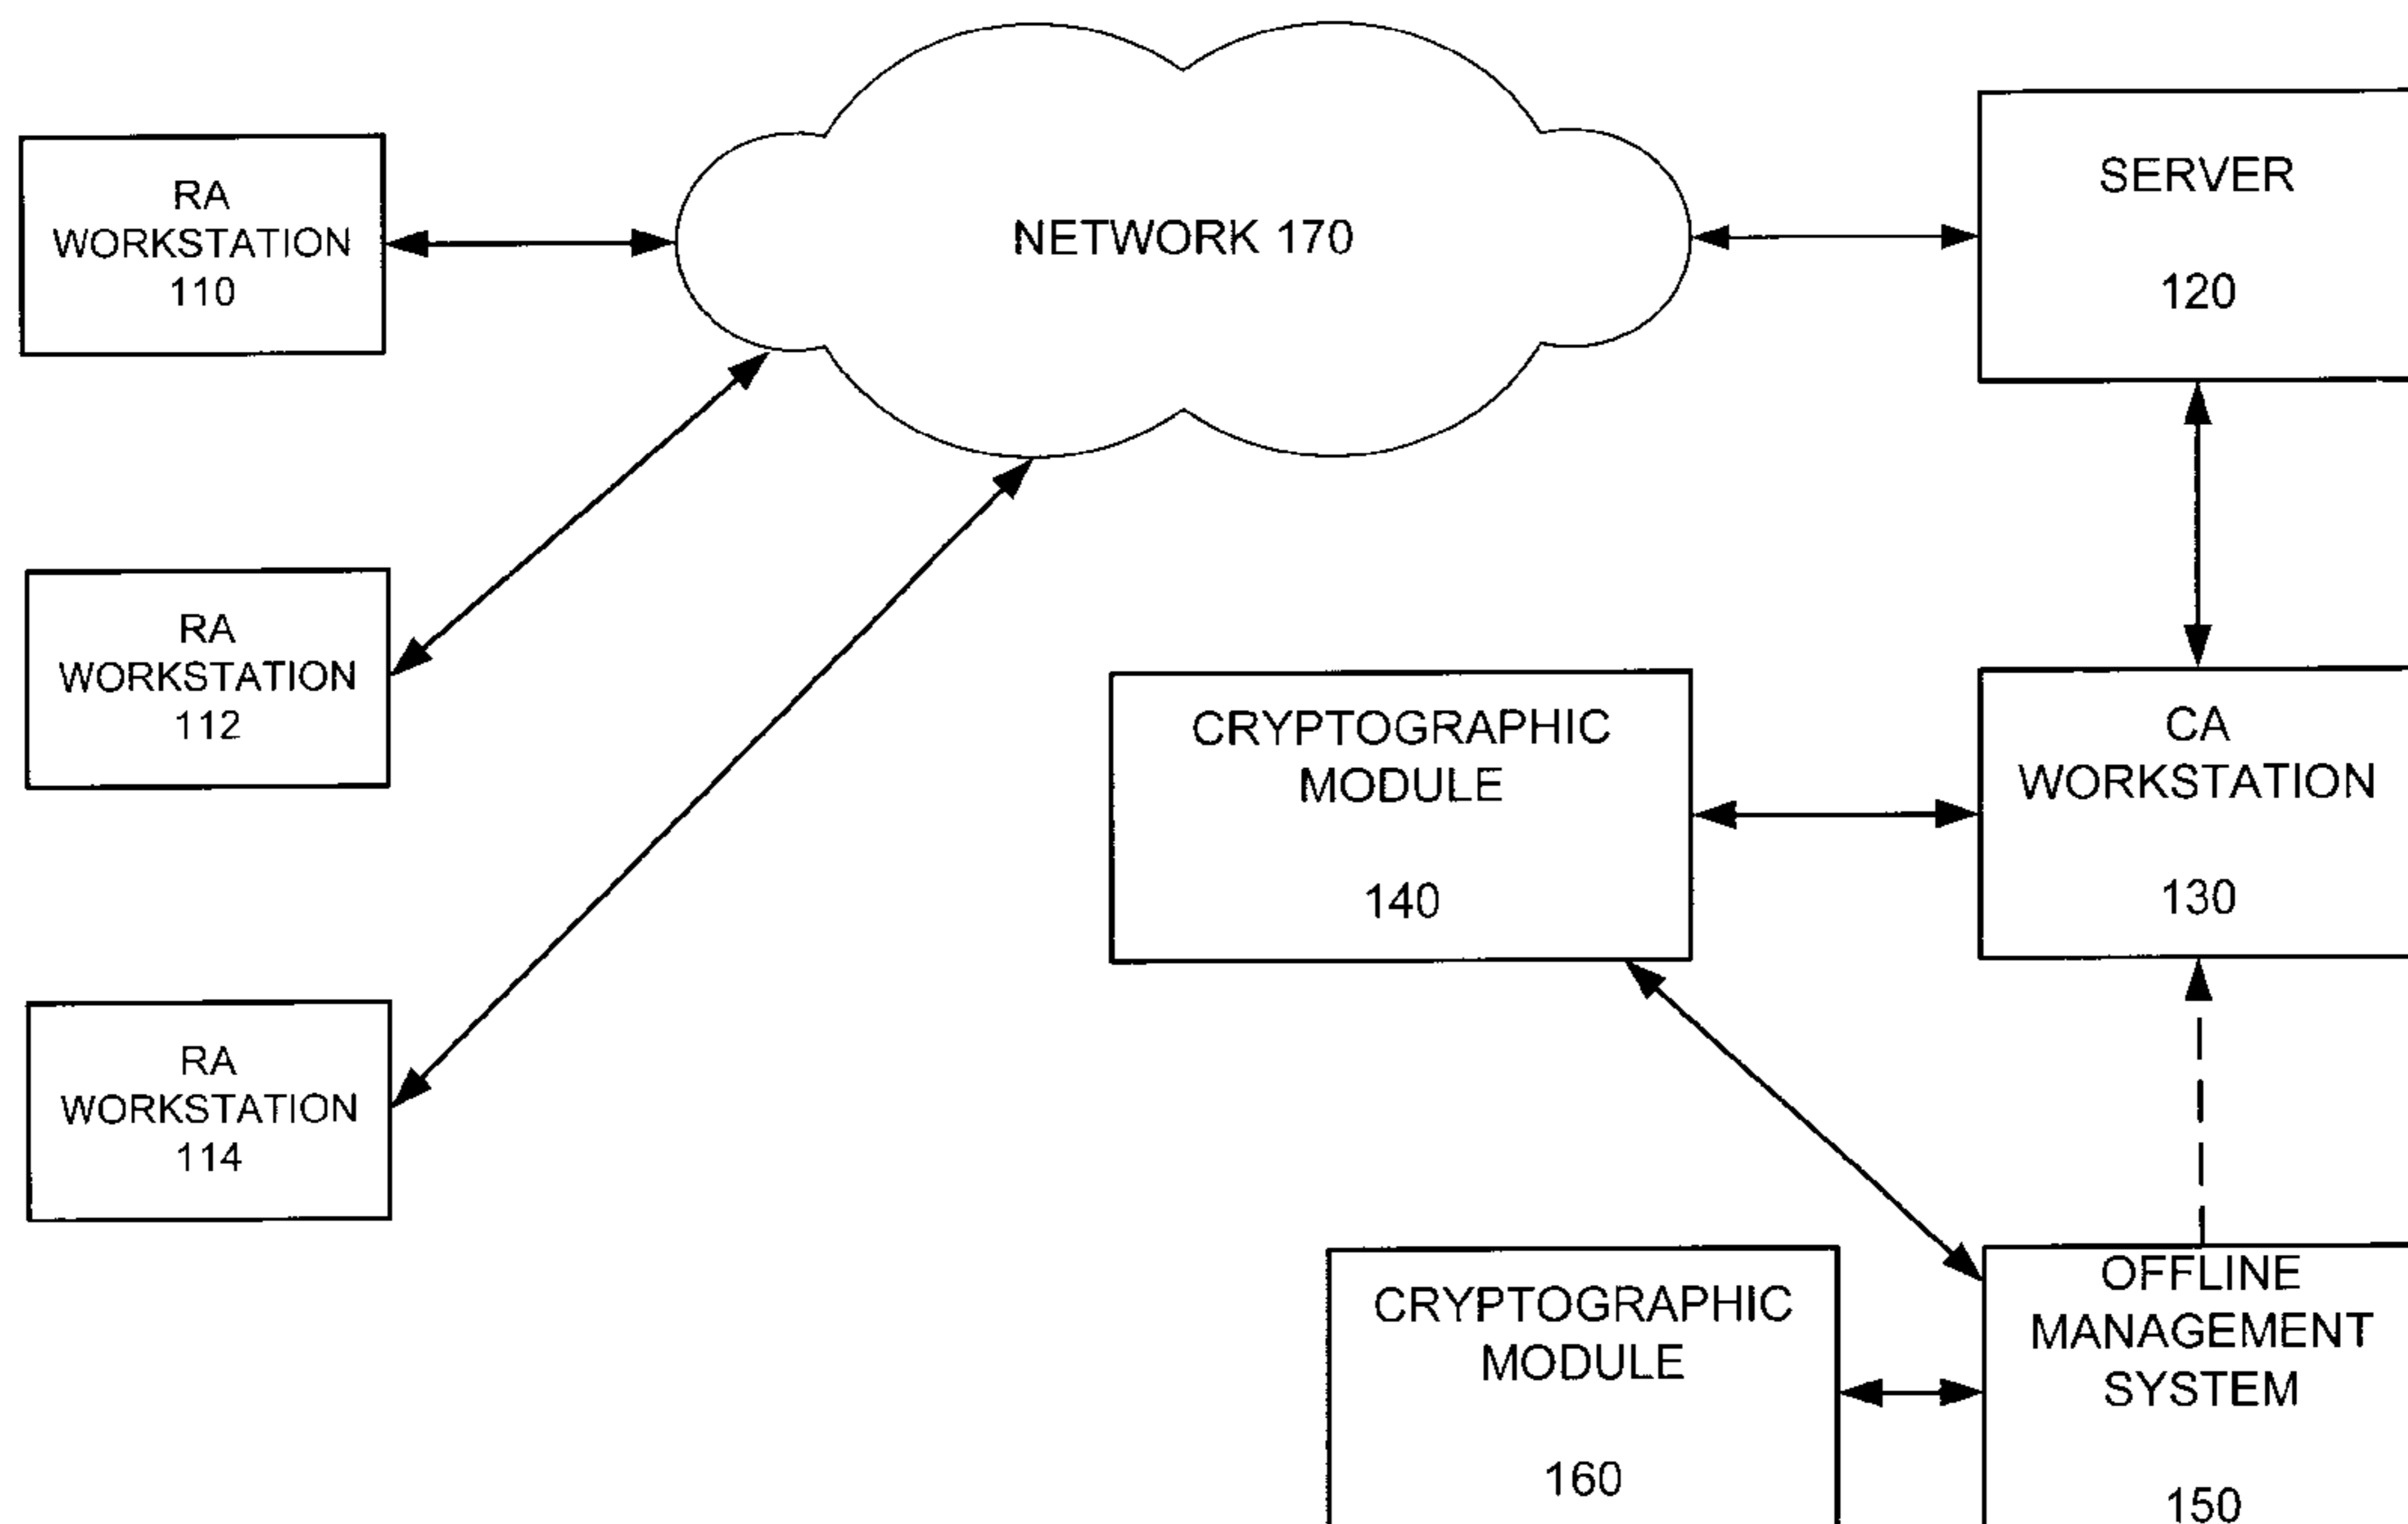 RA
WORKSTATION
110
NETWORK 170
SERVER
120
RA
WORKSTATION
112
CRYPTOGRAPHIC
MODULE
140
CA
WORKSTATION
130
RA
WORKSTATION
114
CRYPTOGRAPHIC
MODULE
160
OFFLINE
MANAGEMENT
SYSTEM
150